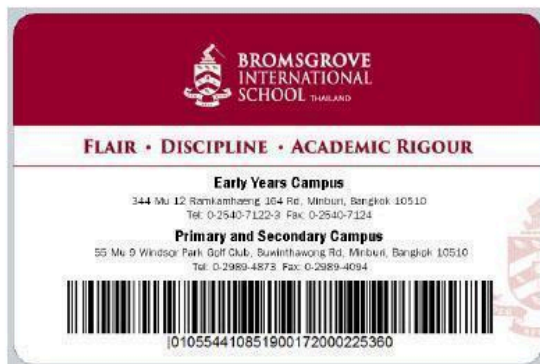 BROMSGROVE
INTERNATIONAL
SCHOOL THAILAND
FLAIR · DISCIPLINE · ACADEMIC RIGOUR
Early Years Campus
344 Mu 12 Ramkamhaeng 164 Rd, Minburi, Bangkok 10510
Tel: 0-2540-7122-3 Fax: 0-2540-7124
Primary and Secondary Campus
55 Mu 9 Windsor Park Golf Club, Suwinthawong Rd, Minburi, Bangkok 10510
Tel: 0-2989-4873 Fax: 0-2989-4094
|010554410851900172000225360